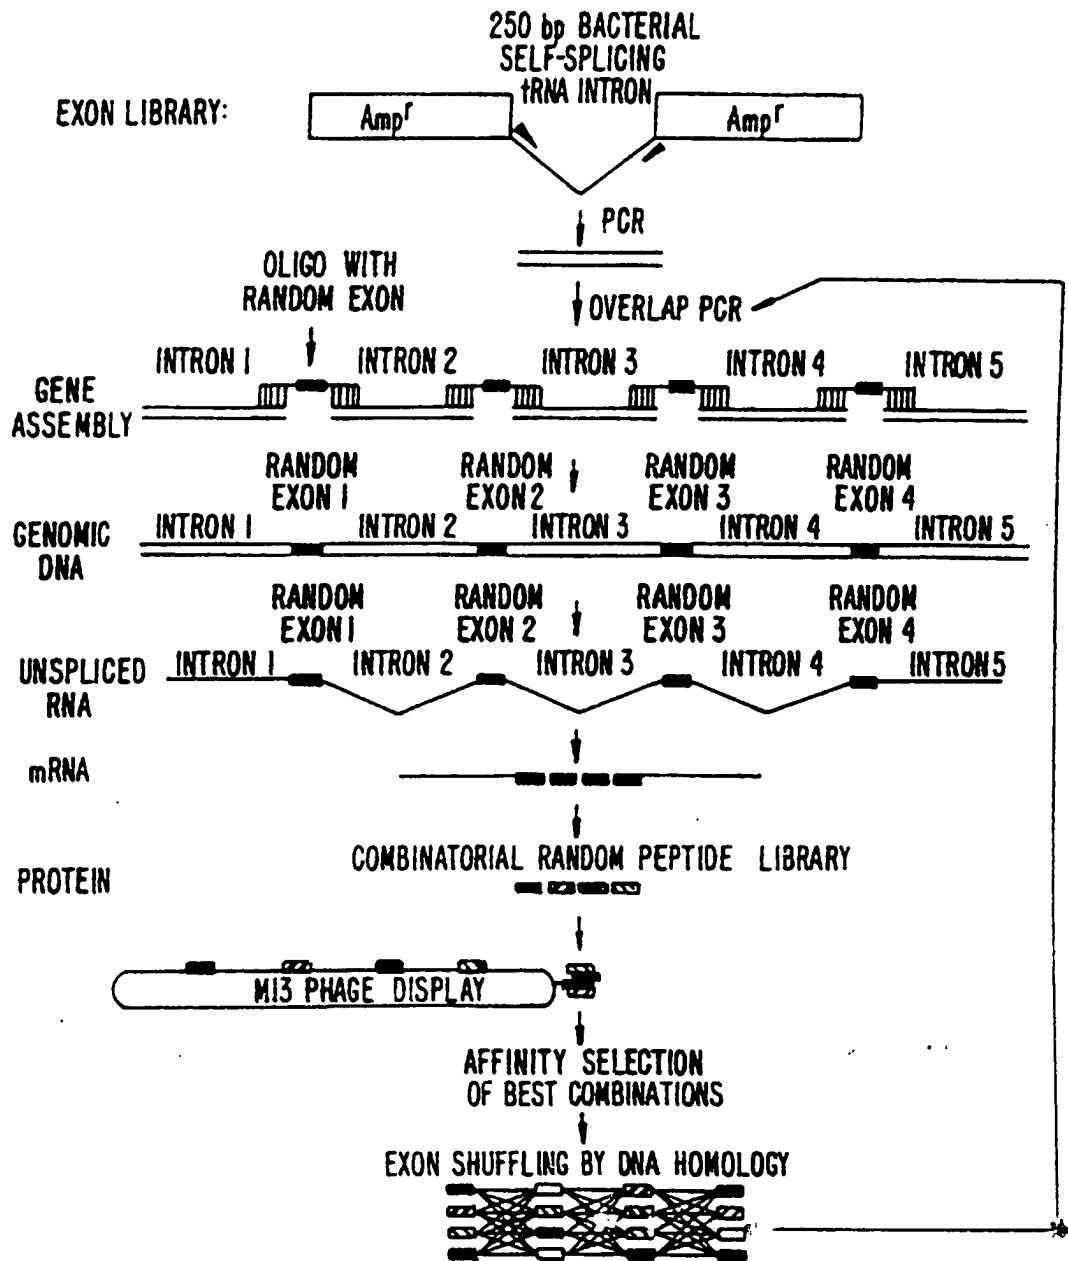 250 bp BACTERIAL
SELF-SPLICING
tRNA INTRON
EXON LIBRARY:
Ampr
Ampr
PCR
OLIGO WITH
RANDOM EXON
OVERLAP PCR
INTRON 1
INTRON 2
INTRON 3
INTRON 4
INTRON 5
GENE
ASSEMBLY
RANDOM
EXON 1
RANDOM
EXON 2
RANDOM
EXON 3
RANDOM
EXON 4
INTRON 1
INTRON 2
INTRON 3
INTRON 4
INTRON 5
GENOMIC
DNA
RANDOM
EXON 1
RANDOM
EXON 2
RANDOM
EXON 3
RANDOM
EXON 4
INTRON 1
INTRON 2
INTRON 3
INTRON 4
INTRON 5
UNSPLICED
RNA
mRNA
COMBINATORIAL RANDOM PEPTIDE LIBRARY
PROTEIN
M13 PHAGE DISPLAY
AFFINITY SELECTION
OF BEST COMBINATIONS
EXON SHUFFLING BY DNA HOMOLOGY